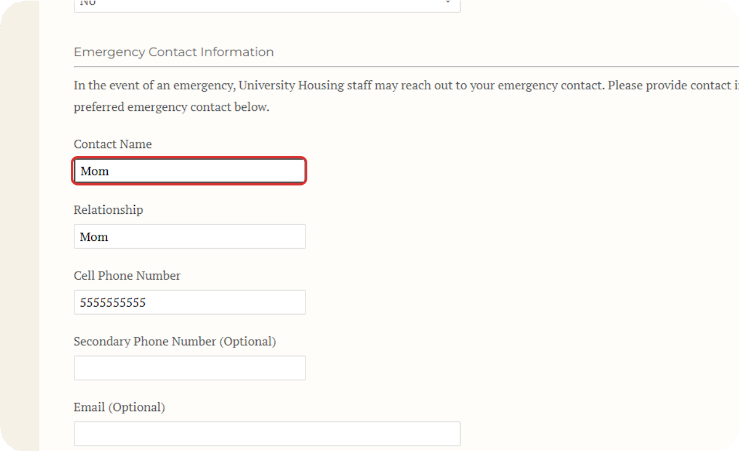 No
Emergency Contact Information
In the event of an emergency, University Housing staff may reach out to your emergency contact. Please provide contact i
preferred emergency contact below.
Contact Name
Mom
Relationship
Mom
Cell Phone Number
5555555555
Secondary Phone Number (Optional)
Email (Optional)